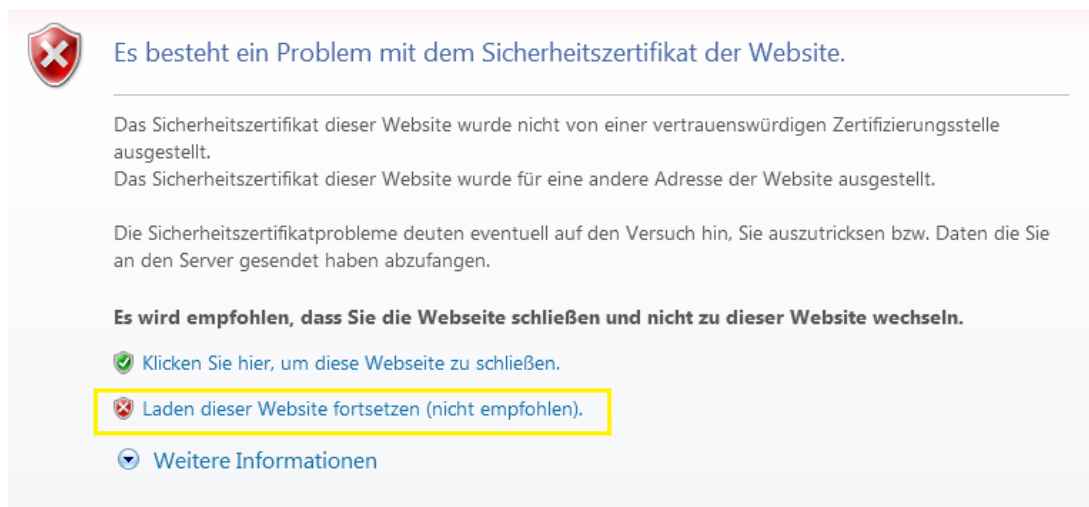 Es besteht ein Problem mit dem Sicherheitszertifikat der Website.
Das Sicherheitszertifikat dieser Website wurde nicht von einer vertrauenswürdigen Zertifizierungsstelle
ausgestellt.
Das Sicherheitszertifikat dieser Website wurde für eine andere Adresse der Website ausgestellt.
Die Sicherheitszertifikatprobleme deuten eventuell auf den Versuch hin, Sie auszutricksen bzw. Daten die Sie
an den Server gesendet haben abzufangen.
Es wird empfohlen, dass Sie die Webseite schließen und nicht zu dieser Website wechseln.
Klicken Sie hier, um diese Webseite zu schließen.
Laden dieser Website fortsetzen (nicht empfohlen).
Weitere Informationen